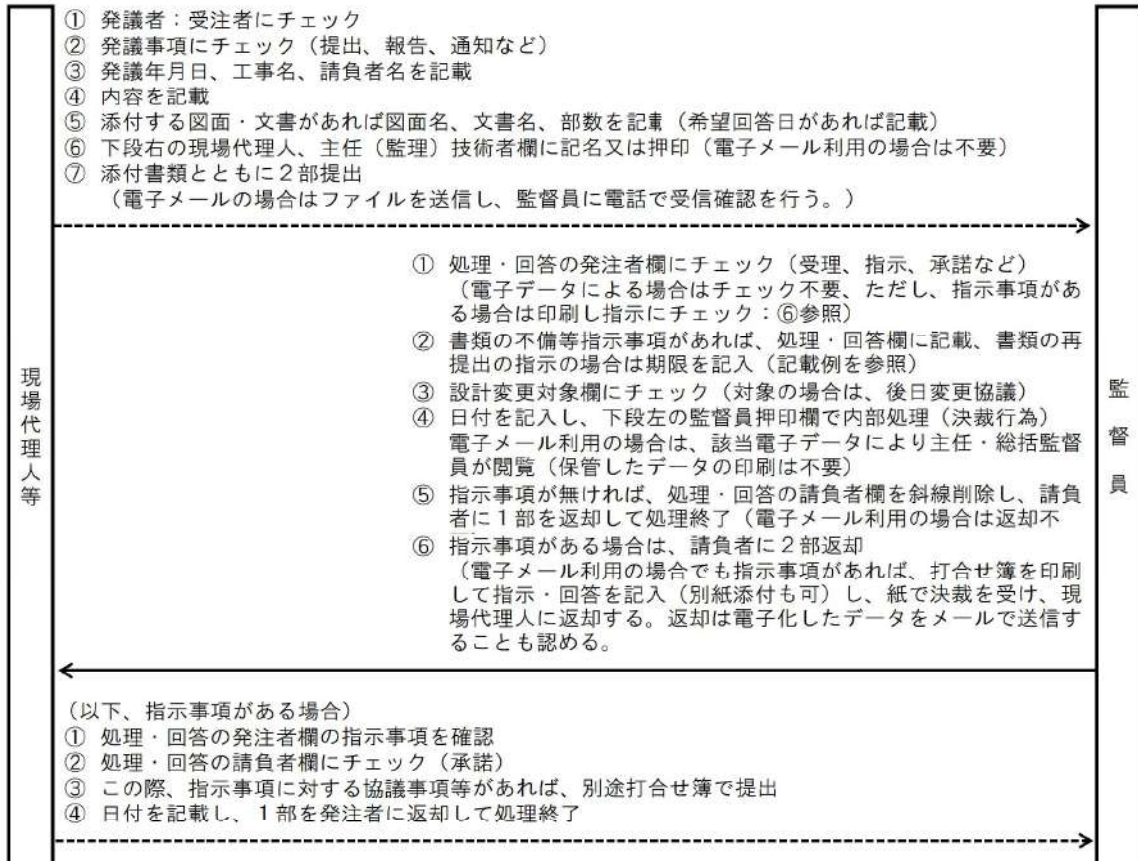 ① 発議者：受注者にチェック
② 発議事項にチェック（提出、報告、通知など）
③ 発議年月日、工事名、請負者名を記載
④ 内容を記載
⑤ 添付する図面・文書があれば図面名、文書名、部数を記載（希望回答日があれば記載）
⑥ 下段右の現場代理人、主任（監理）技術者欄に記名又は押印（電子メール利用の場合は不要）
⑦ 添付書類とともに２部提出
（電子メールの場合はファイルを送信し、監督員に電話で受信確認を行う。）
現場代理人等
① 処理・回答の発注者欄にチェック（受理、指示、承諾など）
（電子データによる場合はチェック不要、ただし、指示事項があ
る場合は印刷し指示にチェック：⑥参照）
② 書類の不備等指示事項があれば、処理・回答欄に記載、書類の再
提出の指示の場合は期限を記入（記載例を参照）
③ 設計変更対象欄にチェック（対象の場合は、後日変更協議）
④ 日付を記入し、下段左の監督員押印欄で内部処理（決裁行為）
電子メール利用の場合は、該当電子データにより主任・総括監督
員が閲覧（保管したデータの印刷は不要）
⑤ 指示事項が無ければ、処理・回答の請負者欄を斜線削除し、請負
者に１部を返却して処理終了（電子メール利用の場合は返却不
⑥ 指示事項がある場合は、請負者に２部返却
（電子メール利用の場合でも指示事項があれば、打合せ簿を印刷
して指示・回答を記入（別紙添付も可）し、紙で決裁を受け、現
場代理人に返却する。返却は電子化したデータをメールで送信す
ることも認める。
監督員
（以下、指示事項がある場合）
① 処理・回答の発注者欄の指示事項を確認
② 処理・回答の請負者欄にチェック（承諾）
③ この際、指示事項に対する協議事項等があれば、別途打合せ簿で提出
④ 日付を記載し、１部を発注者に返却して処理終了